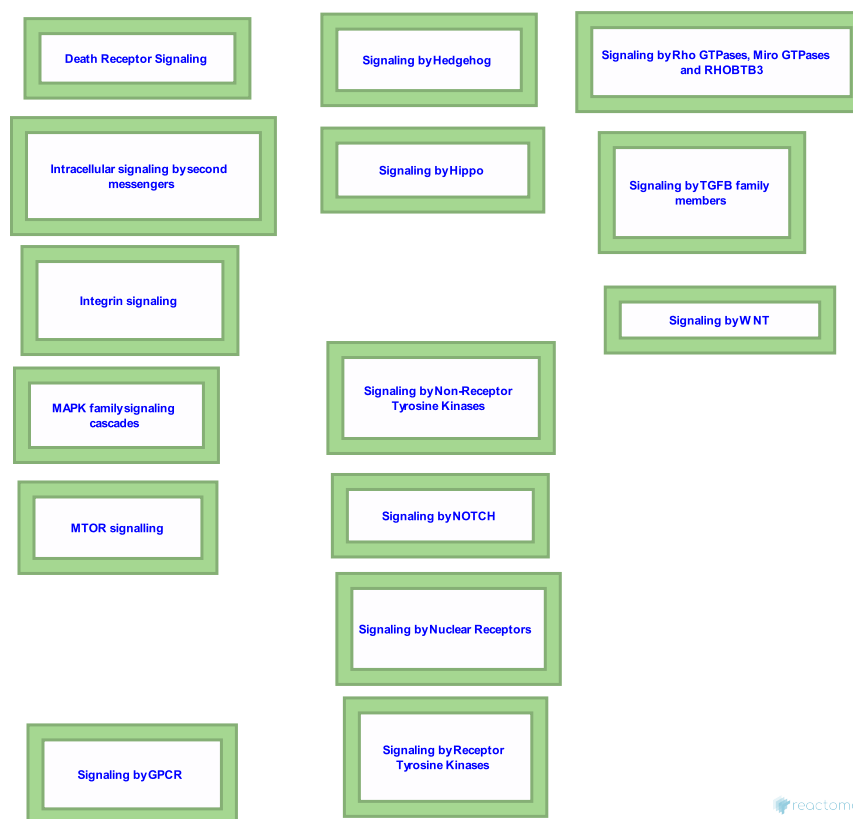 Death Receptor Signaling
Intracellular signaling by second
messengers
Integrin signaling
MAPK family signaling
cascades
MTOR signalling
Signaling by GPCR
Signaling by Hedgehog
Signaling by Hippo
Signaling by Non-Receptor
Tyrosine Kinases
Signaling by NOTCH
Signaling by Nuclear Receptors
Signaling by Receptor
Tyrosine Kinases
Signaling by Rho GTPases, Miro GTPases
and RHOBTB3
Signaling by TGFB family
members
Signaling by WNT
reactome